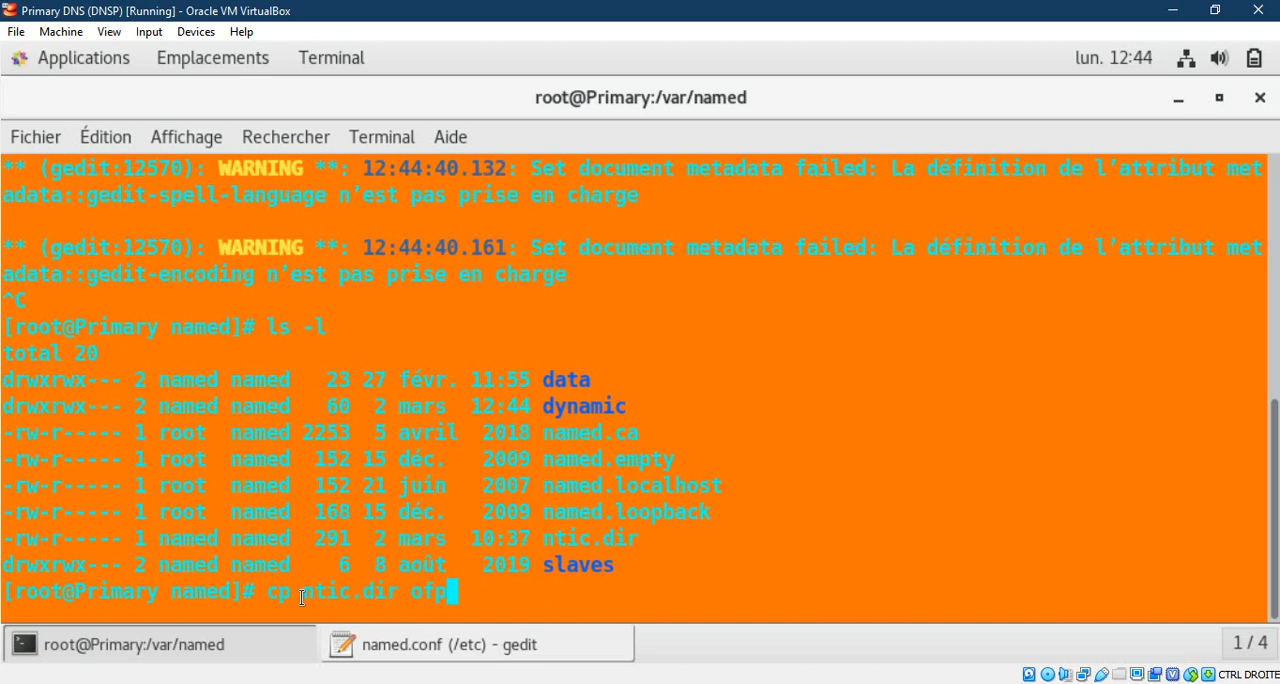 Primary DNS (DNSP) [Running] - Oracle VM VirtualBox
File Machine View Input Devices Help
Applications Emplacements Terminal lun. 12:44
root@Primary:/var/named
Fichier Édition Affichage Rechercher Terminal Aide
** (gedit:12570): WARNING **: 12:44:40.132: Set document metadata failed: La définition de l’attribut met
adata::gedit-spell-language n’est pas prise en charge
** (gedit:12570): WARNING **: 12:44:40.161: Set document metadata failed: La définition de l’attribut met
adata::gedit-encoding n’est pas prise en charge
^C
[root@Primary named]# ls -l
total 20
drwxrwx--- 2 named named 23 27 févr. 11:55 data
drwxrwx--- 2 named named 60 2 mars 12:44 dynamic
-rw-r----- 1 root named 2253 5 avril 2018 named.ca
-rw-r----- 1 root named 152 15 déc. 2009 named.empty
-rw-r----- 1 root named 152 21 juin 2007 named.localhost
-rw-r----- 1 root named 168 15 déc. 2009 named.loopback
-rw-r----- 1 named named 291 2 mars 10:37 ntic.dir
drwxrwx--- 2 named named 6 8 août 2019 slaves
[root@Primary named]# cp ntic.dir ofp
root@Primary:/var/named named.conf (/etc) - gedit 1 / 4
CTRL DROITE